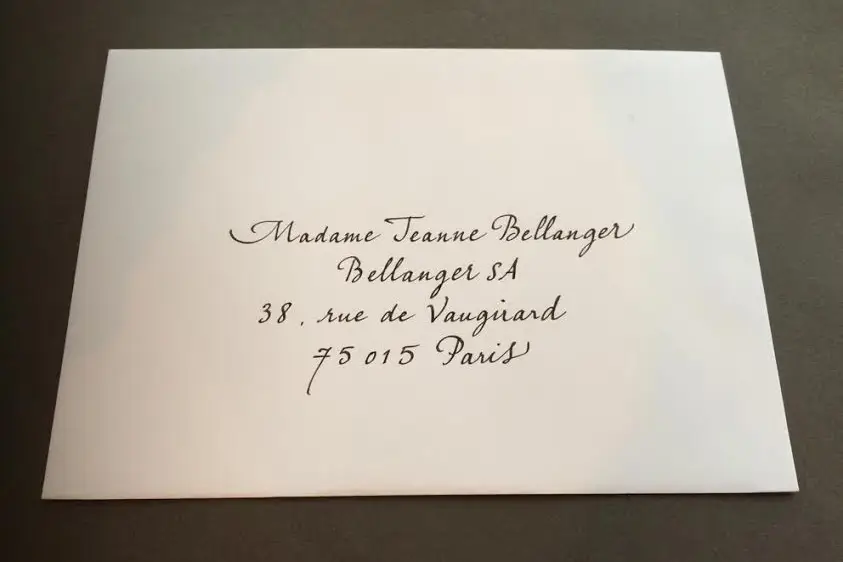 Madame Jeanne Bellanger
Bellanger SA
38, rue de Vaugirard
75015 Paris